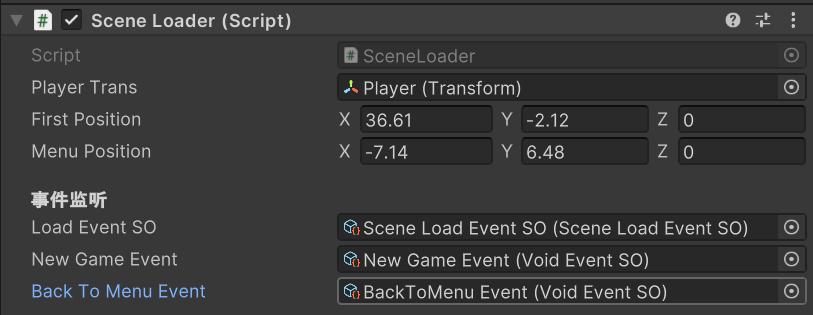 Scene Loader (Script)
Script SceneLoader
Player Trans Player (Transform)
First Position X 36.61 Y -2.12 Z 0
Menu Position X -7.14 Y 6.48 Z 0
事件监听
Load Event SO Scene Load Event SO (Scene Load Event SO)
New Game Event New Game Event (Void Event SO)
Back To Menu Event BackToMenu Event (Void Event SO)